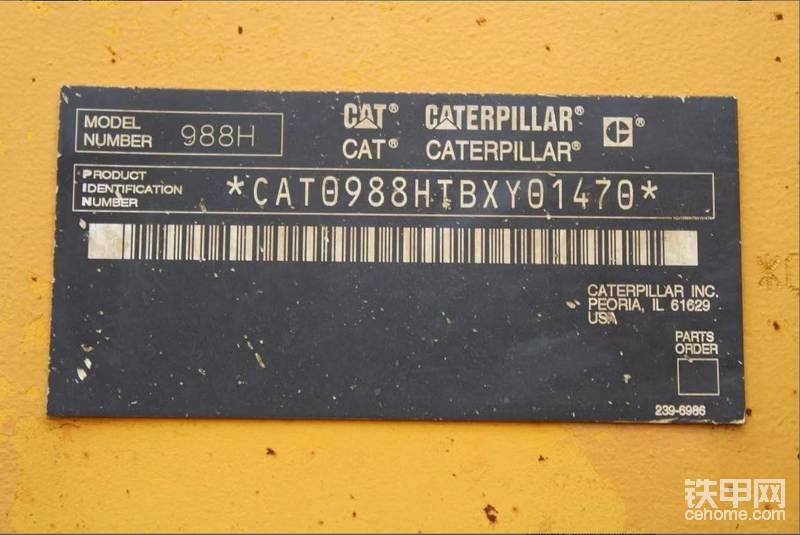 MODEL NUMBER 988H
CAT® CATERPILLAR® ®
CAT® CATERPILLAR®
PRODUCT IDENTIFICATION NUMBER *CAT0988HTBXY01470*
CATERPILLAR INC.
PEORIA, IL 61629
USA
PARTS
ORDER
239-6986
铁甲网
cehome.com